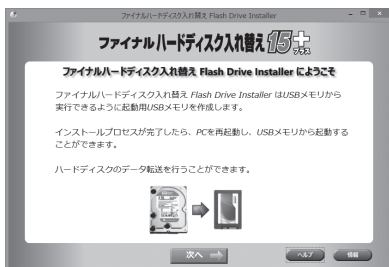 ファイナルハードディスク入れ替え Flash Drive Installer
ファイナルハードディスク入れ替え 15+ プラス
ファイナルハードディスク入れ替え Flash Drive Installer にようこそ
ファイナルハードディスク入れ替え Flash Drive Installer はUSBメモリから
実行できるように起動用USBメモリを作成します。
インストールプロセスが完了したら、PCを再起動し、USBメモリから起動する
ことができます。
ハードディスクのデータ転送を行うことができます。
次へ
ヘルプ
情報